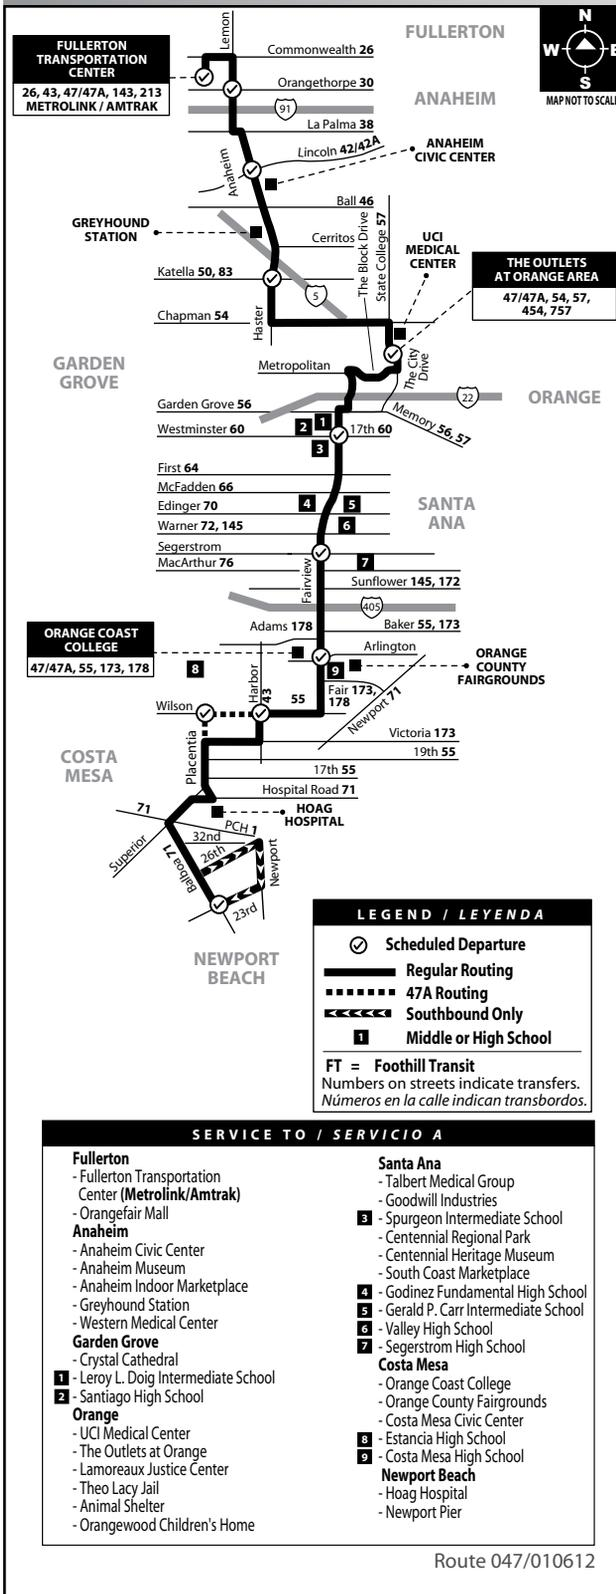 FULLERTON
TRANSPORTATION
CENTER
26, 43, 47/47A, 143, 213
METROLINK / AMTRAK
Lemon
Commonwealth 26
FULLERTON
N
W
E
S
MAP NOT TO SCALE
Orangethorpe 30
ANAHEIM
91
La Palma 38
Anaheim
Lincoln 42/42A
ANAHEIM
CIVIC CENTER
Ball 46
GREYHOUND
STATION
Cerritos
The Block Drive
State College 57
UCI
MEDICAL
CENTER
THE OUTLETS
AT ORANGE AREA
47/47A, 54, 57,
454, 757
Katella 50, 83
5
Chapman 54
Haster
GARDEN
GROVE
Metropolitan
The City
Drive
22
ORANGE
Garden Grove 56
Memory 56, 57
Westminster 60
2
1
17th 60
3
First 64
McFadden 66
Edinger 70
4
5
SANTA
ANA
Warner 72, 145
6
Segerstrom
MacArthur 76
7
Fairview
Sunflower 145, 172
405
Adams 178
Baker 55, 173
ORANGE COAST
COLLEGE
47/47A, 55, 173, 178
Arlington
8
9
ORANGE
COUNTY
FAIRGROUNDS
Harbor
43
55
Fair 173,
178
Newport 71
Wilson
Victoria 173
COSTA
MESA
Placentia
19th 55
17th 55
Hospital Road 71
71
HOAG
HOSPITAL
Superior
PCH 1
32nd
26th
Balboa 71
Newport
23rd
NEWPORT
BEACH
LEGEND / LEYENDA
Scheduled Departure
Regular Routing
47A Routing
Southbound Only
1 Middle or High School
FT = Foothill Transit
Numbers on streets indicate transfers.
Números en la calle indican transbordos.
SERVICE TO / SERVICIO A
Fullerton
- Fullerton Transportation
Center (Metrolink/Amtrak)
- Orangefair Mall
Anaheim
- Anaheim Civic Center
- Anaheim Museum
- Anaheim Indoor Marketplace
- Greyhound Station
- Western Medical Center
Garden Grove
- Crystal Cathedral
1 - Leroy L. Doig Intermediate School
2 - Santiago High School
Orange
- UCI Medical Center
- The Outlets at Orange
- Lamoreaux Justice Center
- Theo Lacy Jail
- Animal Shelter
- Orangewood Children's Home
Santa Ana
- Talbert Medical Group
- Goodwill Industries
3 - Spurgeon Intermediate School
- Centennial Regional Park
- Centennial Heritage Museum
- South Coast Marketplace
4 - Godinez Fundamental High School
5 - Gerald P. Carr Intermediate School
6 - Valley High School
7 - Segerstrom High School
Costa Mesa
- Orange Coast College
- Orange County Fairgrounds
- Costa Mesa Civic Center
8 - Estancia High School
9 - Costa Mesa High School
Newport Beach
- Hoag Hospital
- Newport Pier
Route 047/010612